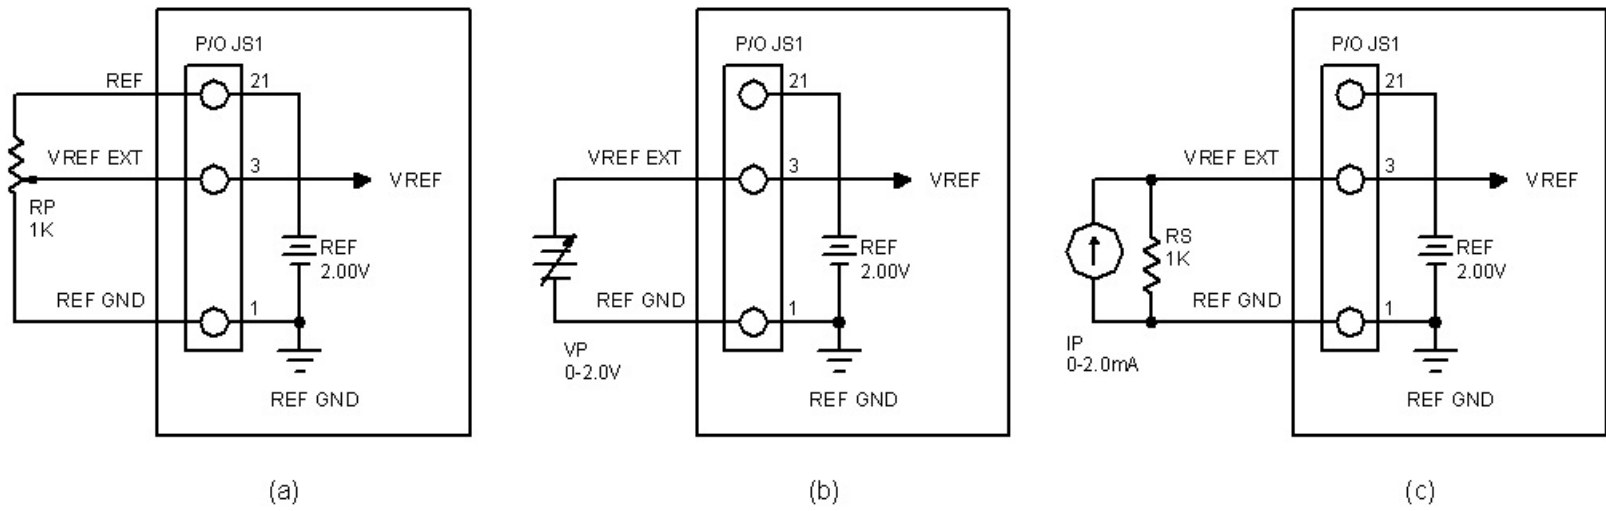 P/O JS1
REF
21
VREF EXT
3
VREF
RP
1K
REF
2.00V
REF GND
1
REF GND
(a)
P/O JS1
21
VREF EXT
3
VREF
REF
2.00V
REF GND
1
VP
0-2.0V
REF GND
(b)
P/O JS1
21
VREF EXT
3
VREF
RS
1K
REF
2.00V
REF GND
1
IP
0-2.0mA
REF GND
(c)